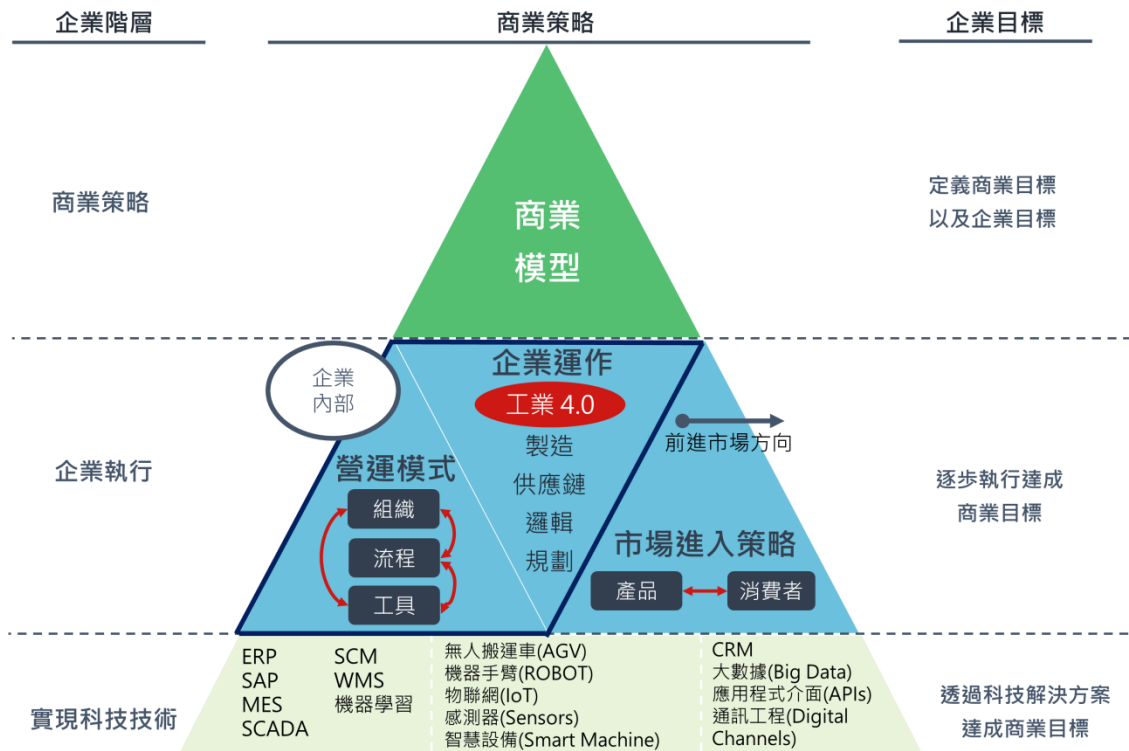 企業階層
商業策略
企業目標
商業策略
商業
模型
定義商業目標
以及企業目標
企業執行
企業
內部
營運模式
組織
流程
工具
企業運作
工業 4.0
製造
供應鏈
邏輯
規劃
前進市場方向
市場進入策略
產品
消費者
逐步執行達成
商業目標
實現科技技術
ERP
SAP
MES
SCADA
SCM
WMS
機器學習
無人搬運車(AGV)
機器手臂(ROBOT)
物聯網(IoT)
感測器(Sensors)
智慧設備(Smart Machine)
CRM
大數據(Big Data)
應用程式介面(APIs)
通訊工程(Digital
Channels)
透過科技解決方案
達成商業目標